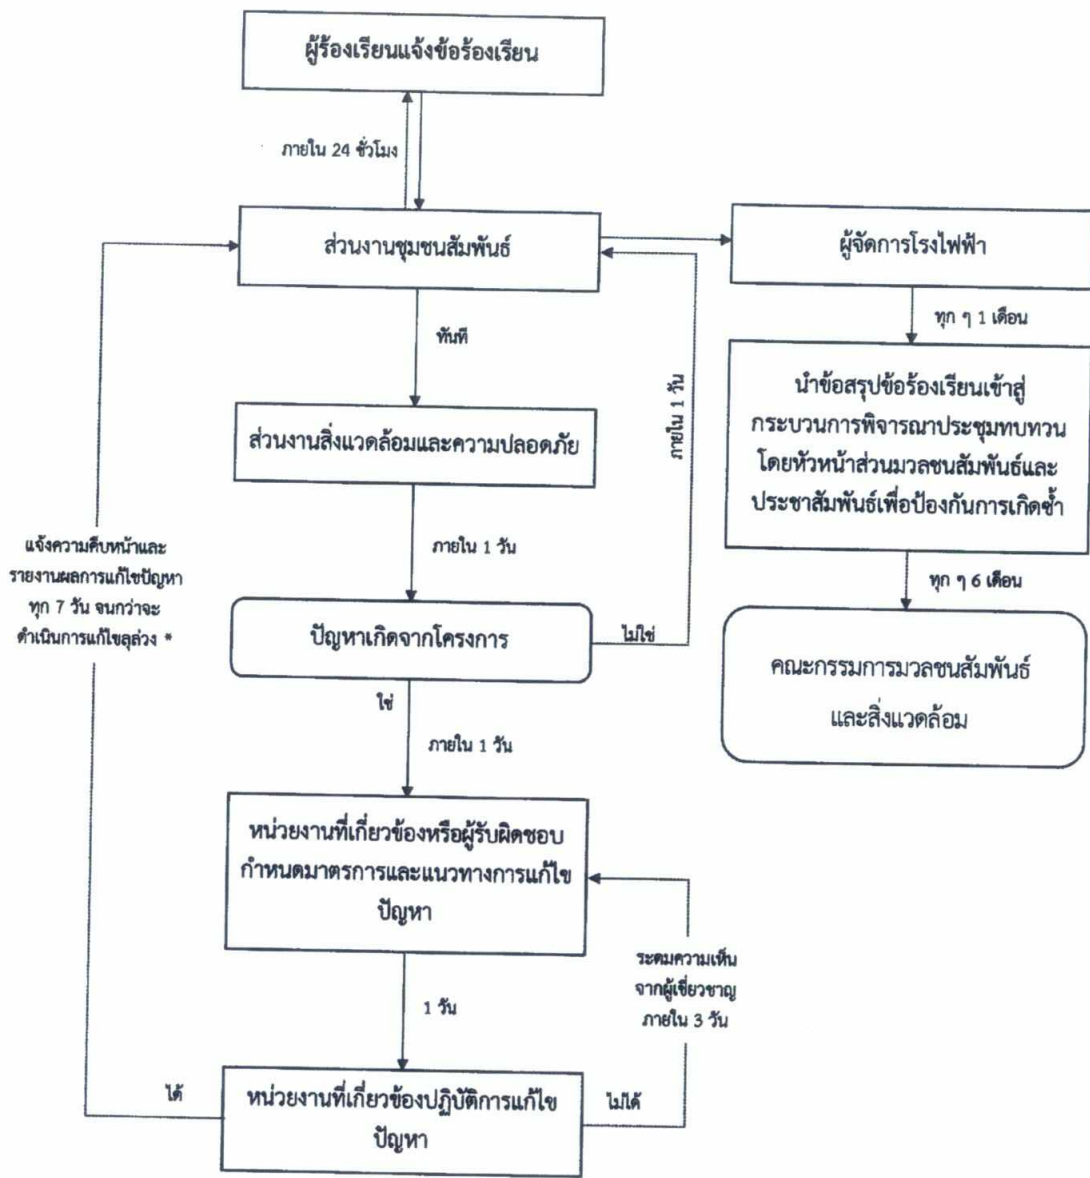 ผู้ร้องเรียนแจ้งข้อร้องเรียน
ภายใน 24 ชั่วโมง
ส่วนงานชุมชนสัมพันธ์
ผู้จัดการโรงไฟฟ้า
ทันที
ทุก ๆ 1 เดือน
ภายใน 1 วัน
นำข้อสรุปข้อร้องเรียนเข้าสู่
กระบวนการพิจารณาประชุมทบทวน
โดยหัวหน้าส่วนมวลชนสัมพันธ์และ
ประชาสัมพันธ์เพื่อป้องกันการเกิดซ้ำ
ส่วนงานสิ่งแวดล้อมและความปลอดภัย
ภายใน 1 วัน
ทุก ๆ 6 เดือน
แจ้งความคืบหน้าและ
รายงานผลการแก้ไขปัญหา
ทุก 7 วัน จนกว่าจะ
ดำเนินการแก้ไขลุล่วง *
ปัญหาเกิดจากโครงการ
ไม่ใช่
คณะกรรมการมวลชนสัมพันธ์
และสิ่งแวดล้อม
ใช่
ภายใน 1 วัน
หน่วยงานที่เกี่ยวข้องหรือผู้รับผิดชอบ
กำหนดมาตรการและแนวทางการแก้ไข
ปัญหา
ระดมความเห็น
จากผู้เชี่ยวชาญ
ภายใน 3 วัน
1 วัน
ได้
หน่วยงานที่เกี่ยวข้องปฏิบัติการแก้ไข
ปัญหา
ไม่ได้